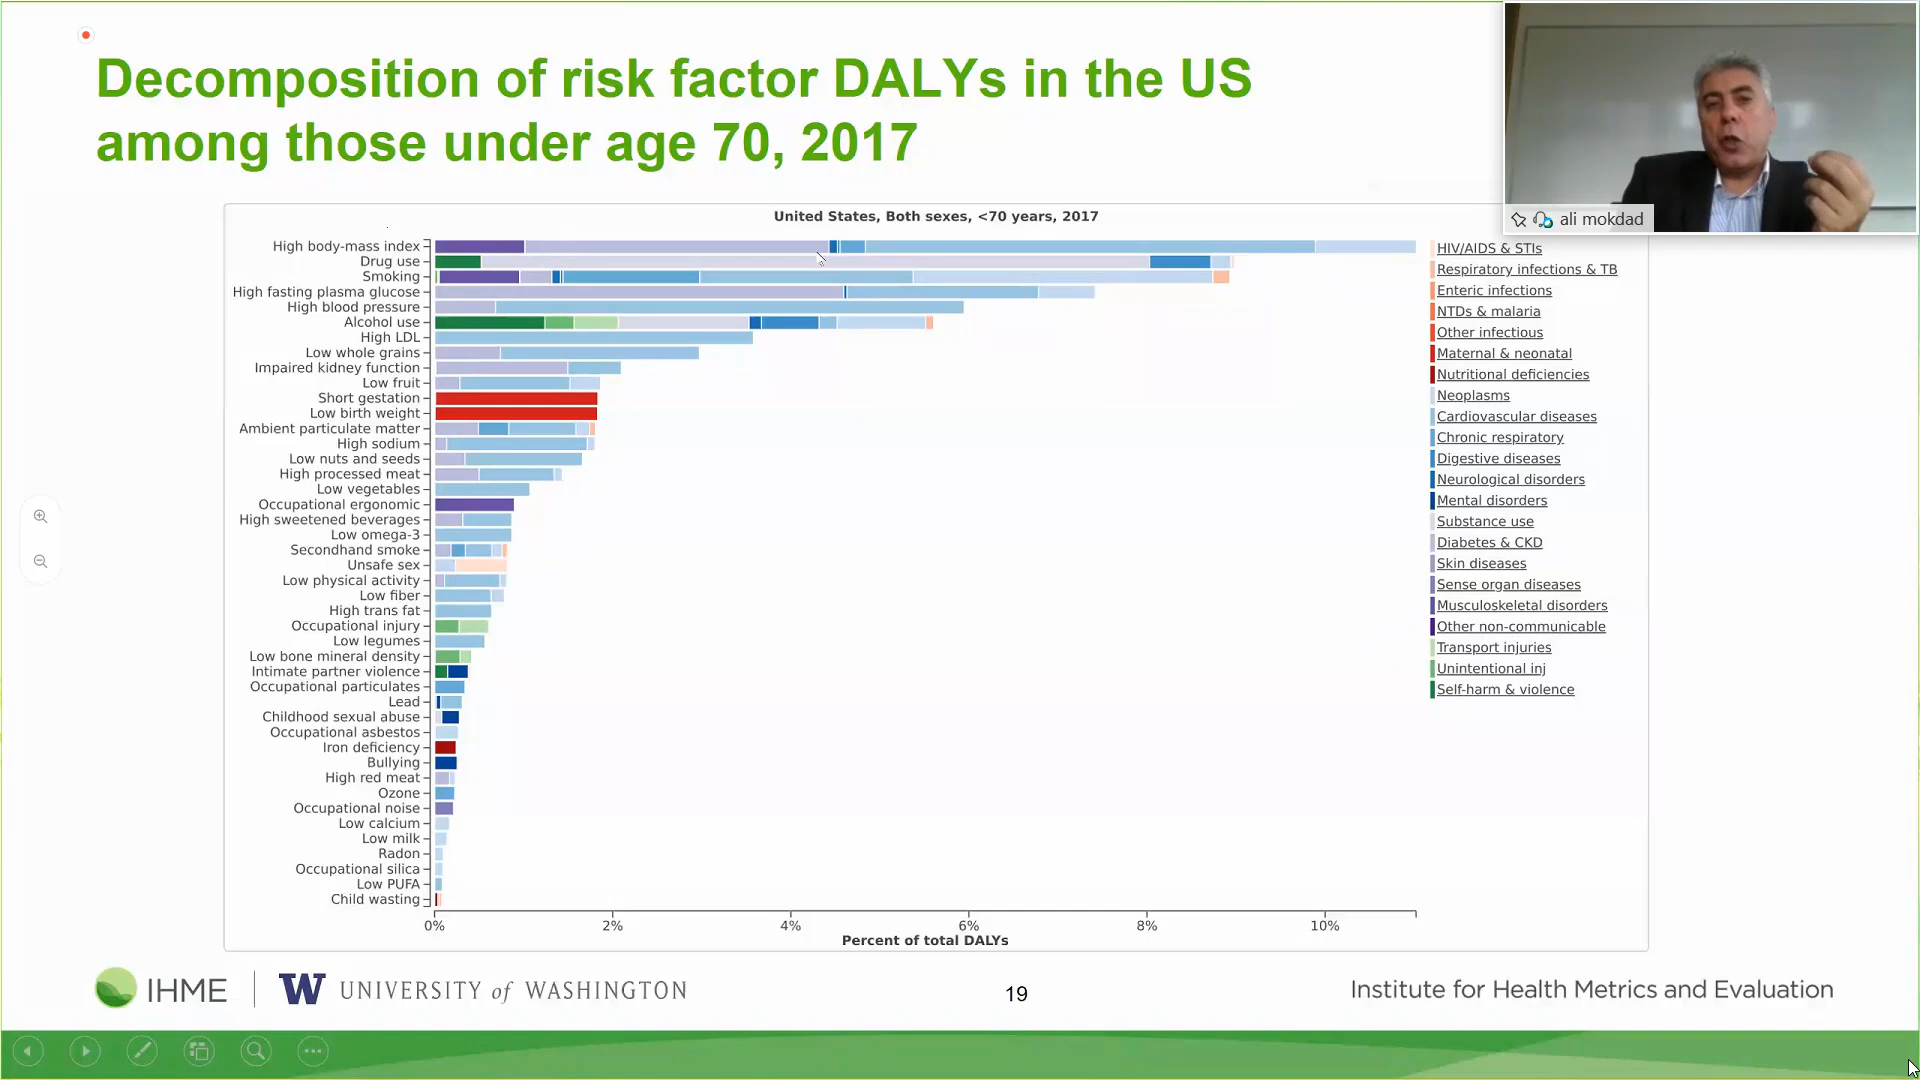 Decomposition of risk factor DALYs in the US
among those under age 70, 2017
ali mokdad
United States, Both sexes, <70 years, 2017
High body-mass index
Drug use
Smoking
High fasting plasma glucose
High blood pressure
Alcohol use
High LDL
Low whole grains
Impaired kidney function
Low fruit
Short gestation
Low birth weight
Ambient particulate matter
High sodium
Low nuts and seeds
High processed meat
Low vegetables
Occupational ergonomic
High sweetened beverages
Low omega-3
Secondhand smoke
Unsafe sex
Low physical activity
Low fiber
High trans fat
Occupational injury
Low legumes
Low bone mineral density
Intimate partner violence
Occupational particulates
Lead
Childhood sexual abuse
Occupational asbestos
Iron deficiency
Bullying
High red meat
Ozone
Occupational noise
Low calcium
Low milk
Radon
Occupational silica
Low PUFA
Child wasting
0% 2% 4% 6% 8% 10%
Percent of total DALYs
HIV/AIDS & STIs
Respiratory infections & TB
Enteric infections
NTDs & malaria
Other infectious
Maternal & neonatal
Nutritional deficiencies
Neoplasms
Cardiovascular diseases
Chronic respiratory
Digestive diseases
Neurological disorders
Mental disorders
Substance use
Diabetes & CKD
Skin diseases
Sense organ diseases
Musculoskeletal disorders
Other non-communicable
Transport injuries
Unintentional inj
Self-harm & violence
IHME W UNIVERSITY of WASHINGTON
19
Institute for Health Metrics and Evaluation